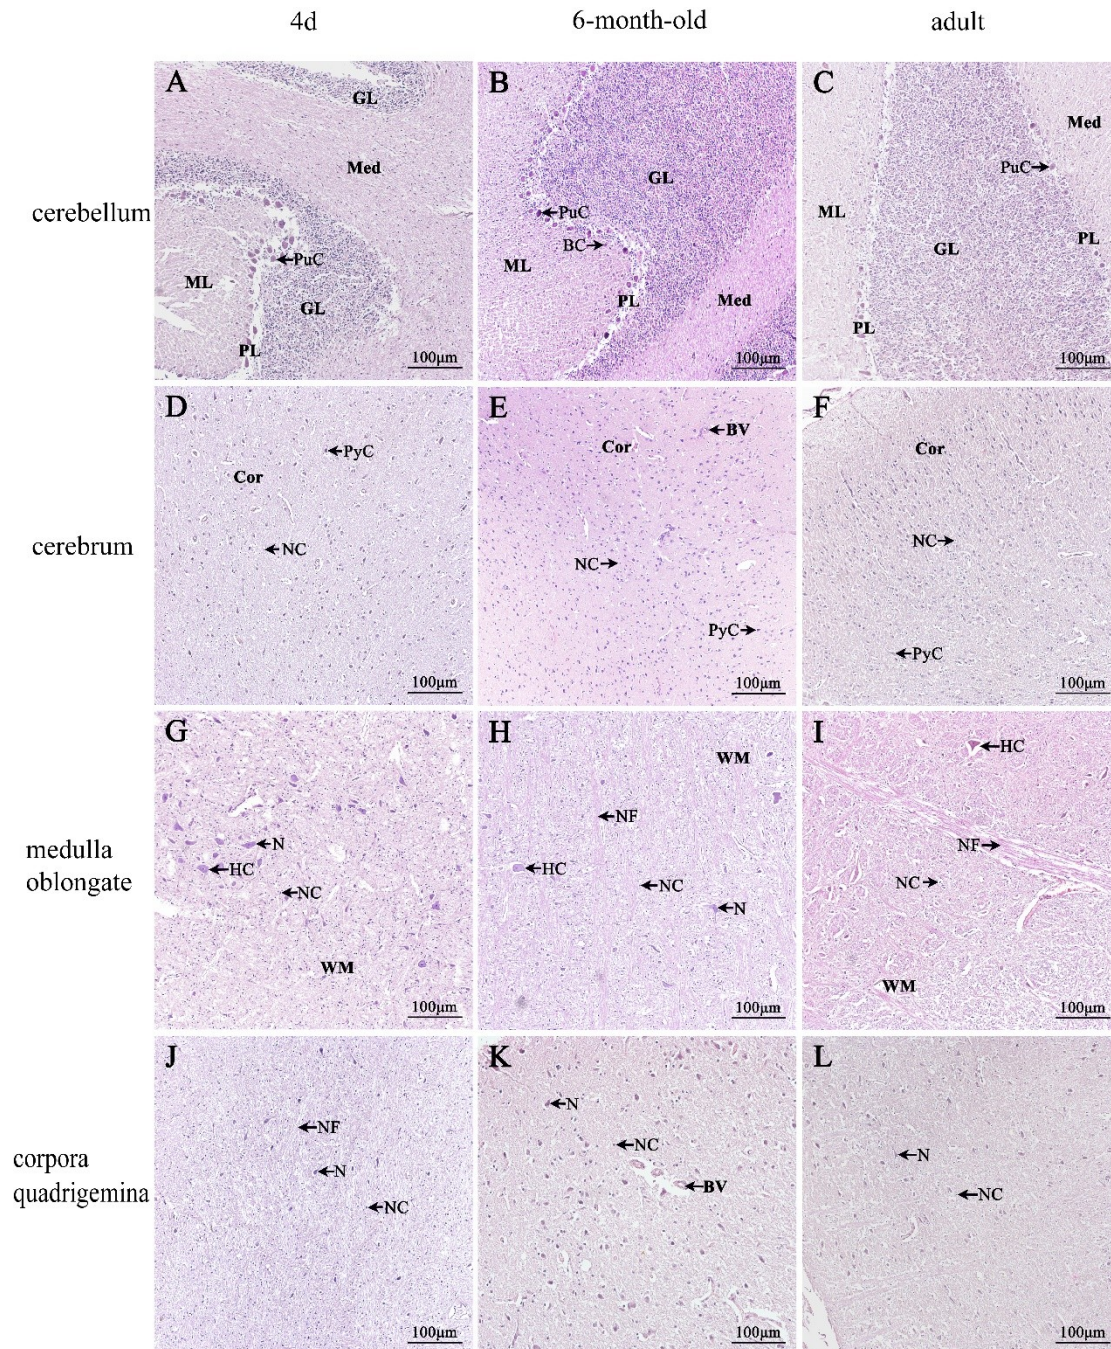 4d 6-month-old adult
cerebellum
A
GL
Med
PuC
ML
GL
PL
100μm
B
GL
PuC
BC
ML
PL
Med
100μm
C
Med
PuC
ML
GL
PL
PL
100μm
cerebrum
D
PyC
Cor
NC
100μm
E
BV
Cor
NC
PyC
100μm
F
Cor
NC
PyC
100μm
medulla
oblongate
G
N
HC
NC
WM
100μm
H
WM
NF
HC
NC
N
100μm
I
HC
NF
NC
WM
100μm
corpora
quadrigemina
J
NF
N
NC
100μm
K
N
NC
BV
100μm
L
N
NC
100μm